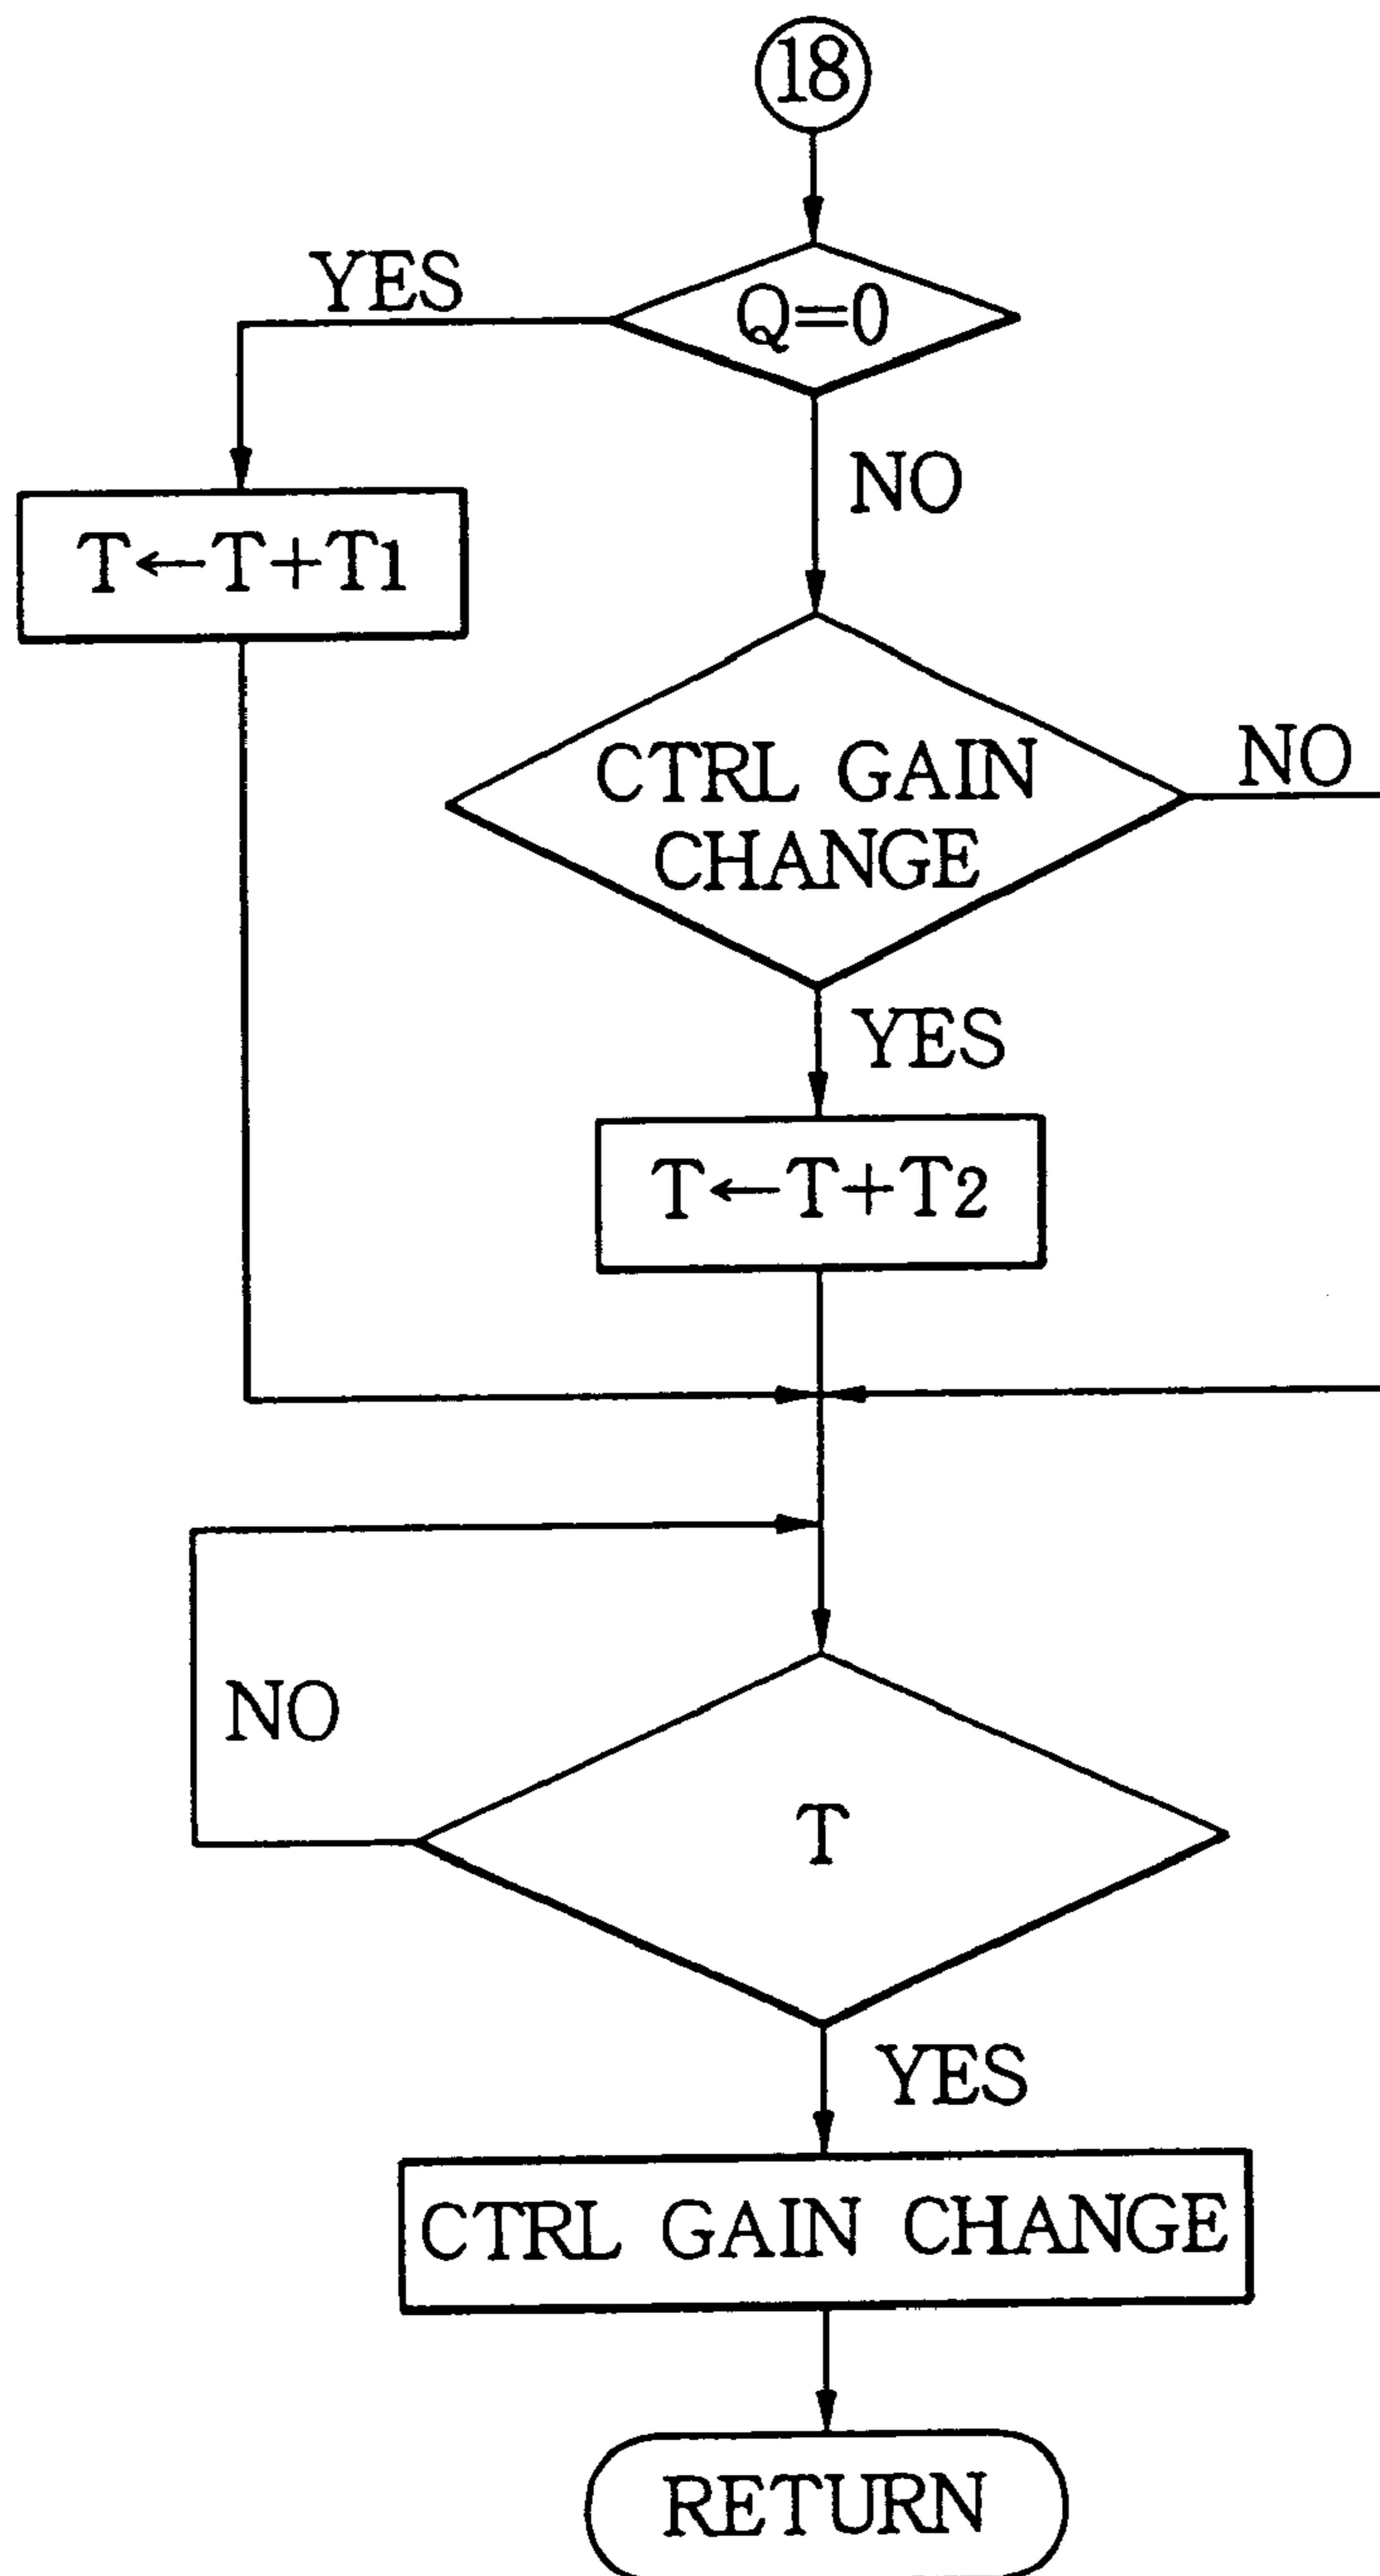 18
YES
Q=0
NO
T←T+T1
CTRL GAIN
CHANGE
NO
YES
T←T+T2
NO
T
YES
CTRL GAIN CHANGE
RETURN